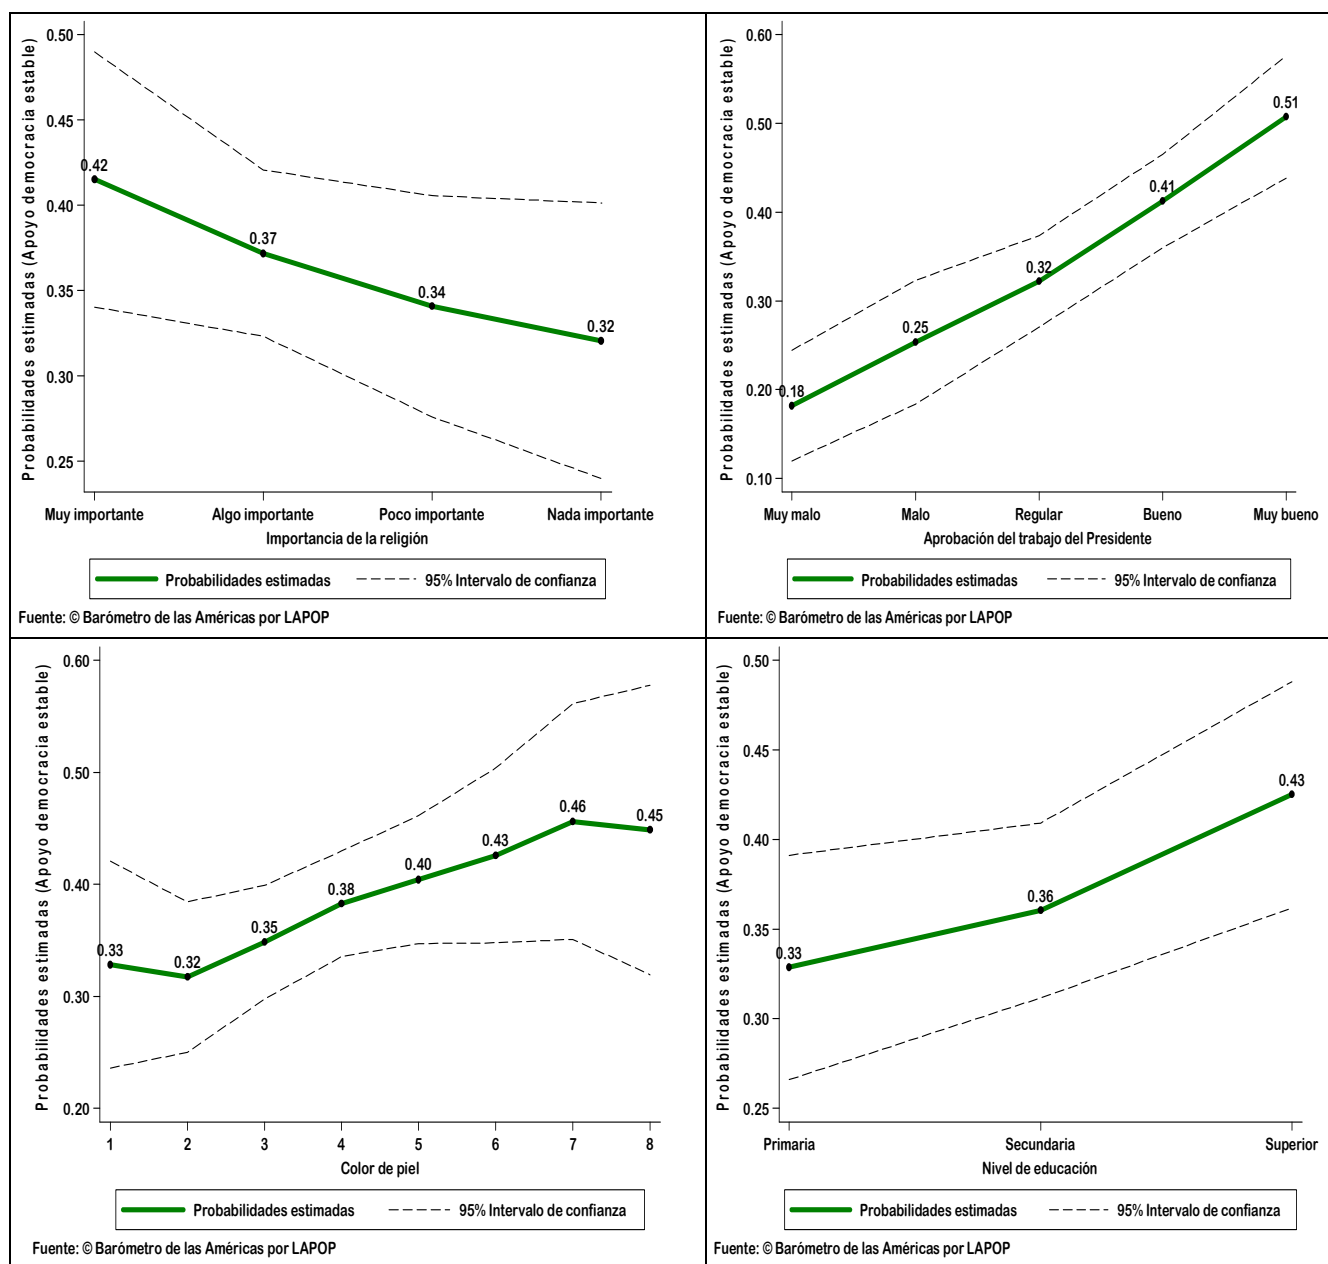 Probabilidades estimadas (Apoyo democracia estable)
0.50
0.45
0.40
0.35
0.30
0.25
0.42
0.37
0.34
0.32
Muy importante Algo importante Poco importante Nada importante
Importancia de la religión
Probabilidades estimadas 95% Intervalo de confianza
Fuente: © Barómetro de las Américas por LAPOP
Probabilidades estimadas (Apoyo democracia estable)
0.60
0.50
0.40
0.30
0.20
0.10
0.18
0.25
0.32
0.41
0.51
Muy malo Malo Regular Bueno Muy bueno
Aprobación del trabajo del Presidente
Probabilidades estimadas 95% Intervalo de confianza
Fuente: © Barómetro de las Américas por LAPOP
Probabilidades estimadas (Apoyo democracia estable)
0.60
0.50
0.40
0.30
0.20
0.33
0.32
0.35
0.38
0.40
0.43
0.46
0.45
1 2 3 4 5 6 7 8
Color de piel
Probabilidades estimadas 95% Intervalo de confianza
Fuente: © Barómetro de las Américas por LAPOP
Probabilidades estimadas (Apoyo democracia estable)
0.50
0.45
0.40
0.35
0.30
0.25
0.33
0.36
0.43
Primaria Secundaria Superior
Nivel de educación
Probabilidades estimadas 95% Intervalo de confianza
Fuente: © Barómetro de las Américas por LAPOP